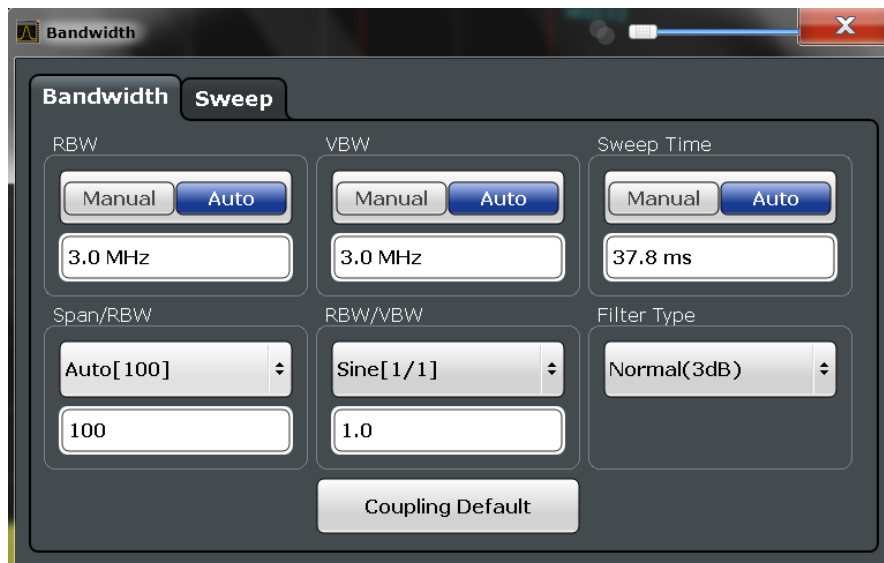 Bandwidth
Bandwidth Sweep
RBW VBW Sweep Time
Manual Auto Manual Auto Manual Auto
3.0 MHz 3.0 MHz 37.8 ms
Span/RBW RBW/VBW Filter Type
Auto[100] Sine[1/1] Normal(3dB)
100 1.0
Coupling Default